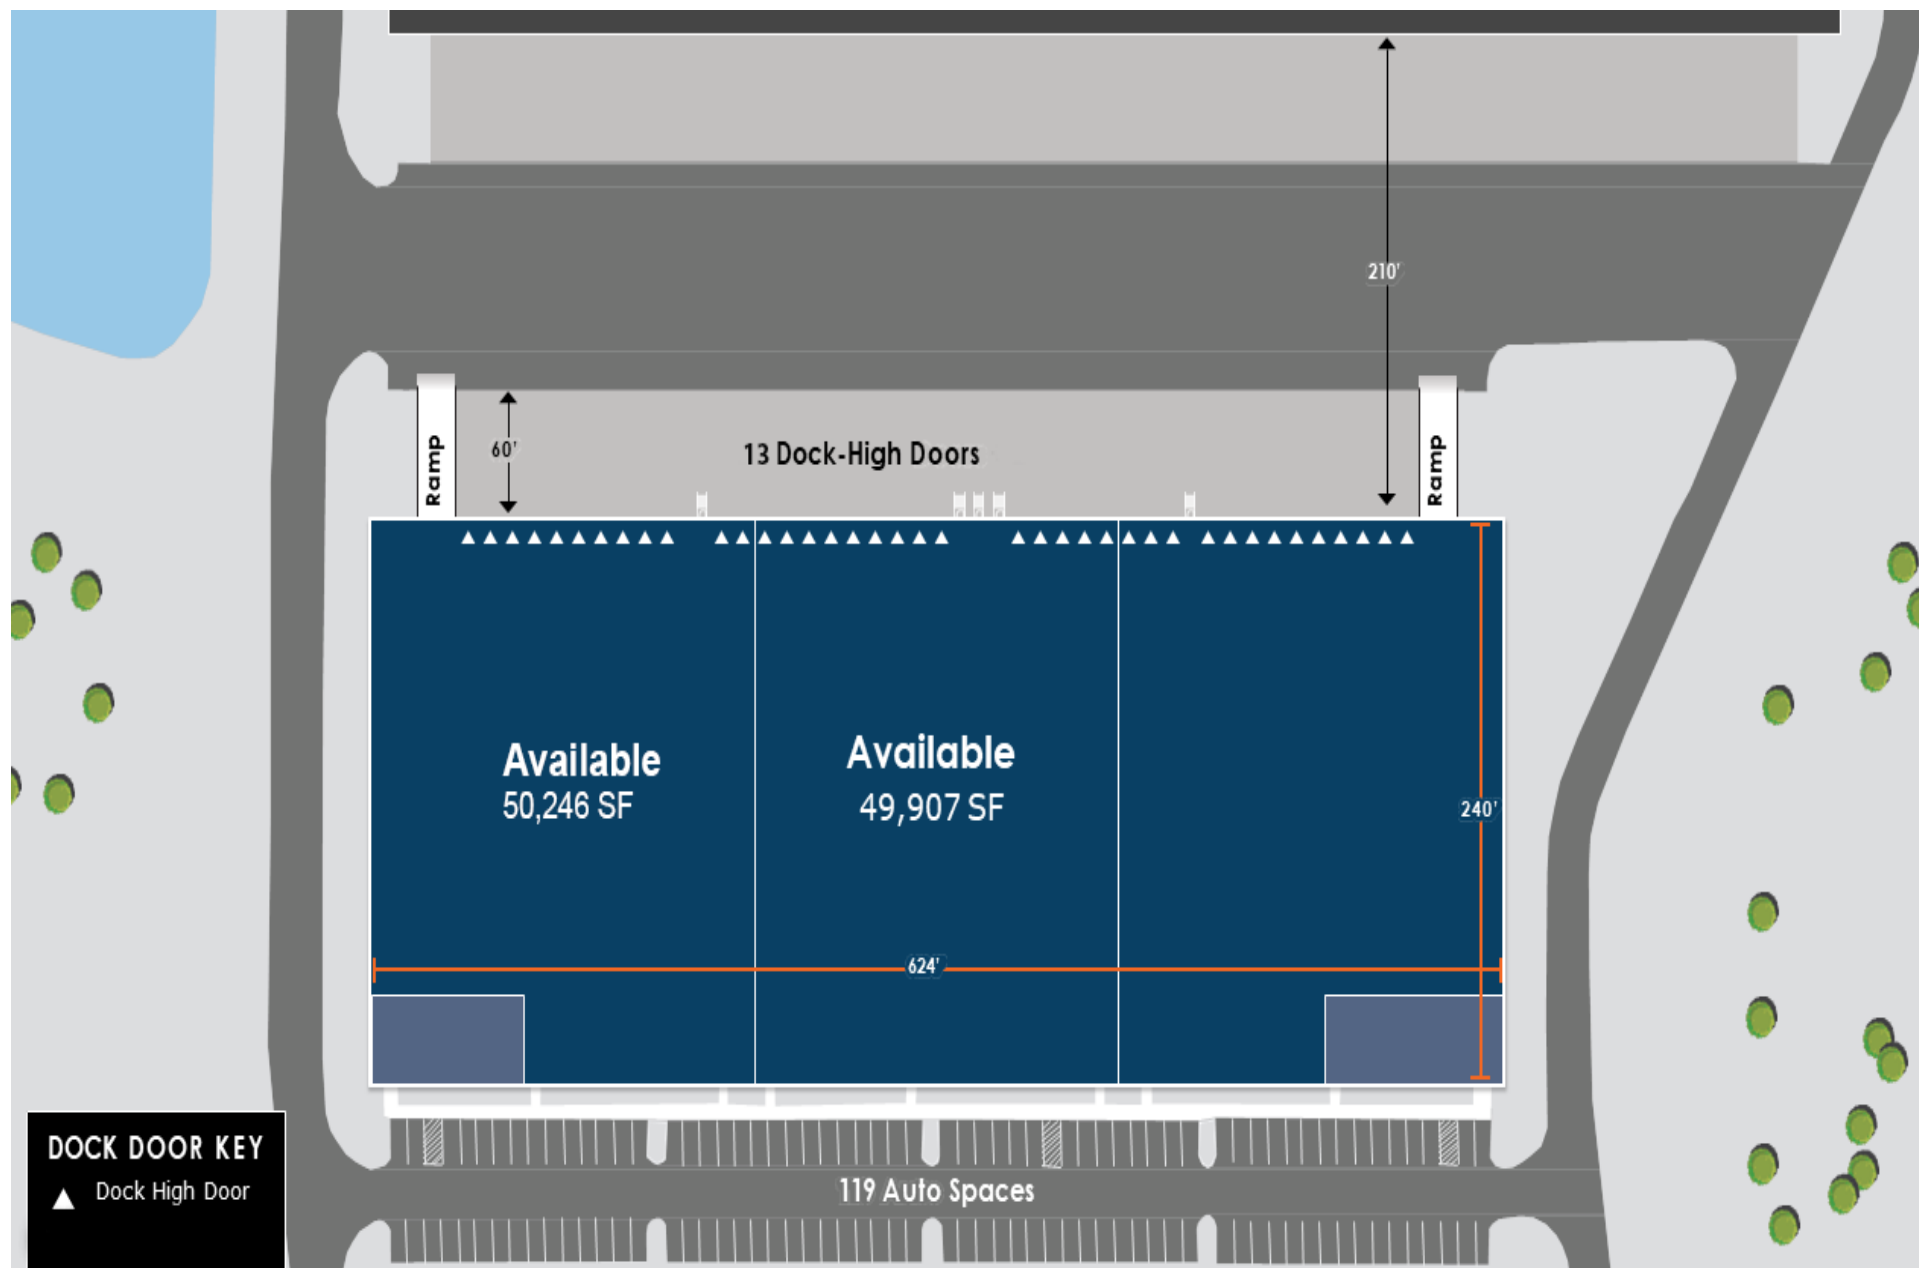 210'
60'
13 Dock-High Doors
Ramp
Ramp
Available
50,246 SF
Available
49,907 SF
240'
624'
DOCK DOOR KEY
Dock High Door
119 Auto Spaces